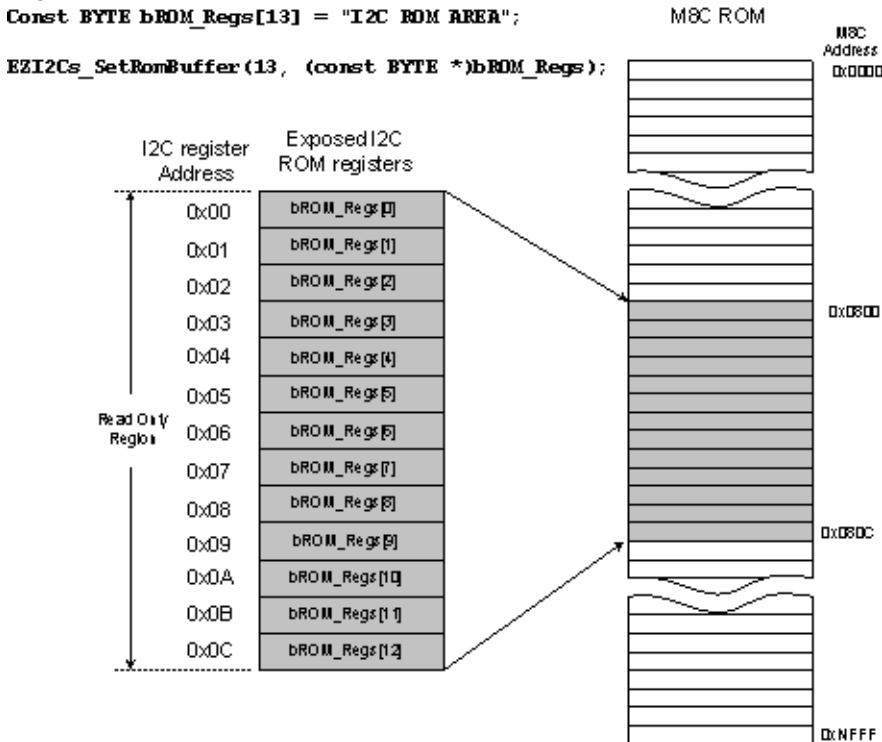 Const BYTE bROM_Regs[13] = "I2C ROM AREA";
EZI2Cs_SetRomBuffer(13, (const BYTE *)bROM_Regs);
M8C ROM
M8C
Address
0x0000
I2C register
Address
Exposed I2C
ROM registers
0x00 bROM_Regs[0]
0x01 bROM_Regs[1]
0x02 bROM_Regs[2]
0x03 bROM_Regs[3]
0x04 bROM_Regs[4]
0x05 bROM_Regs[5]
0x06 bROM_Regs[6]
0x07 bROM_Regs[7]
0x08 bROM_Regs[8]
0x09 bROM_Regs[9]
0x0A bROM_Regs[10]
0x0B bROM_Regs[11]
0x0C bROM_Regs[12]
Read Only
Region
0x0800
0x080C
0xNFFF